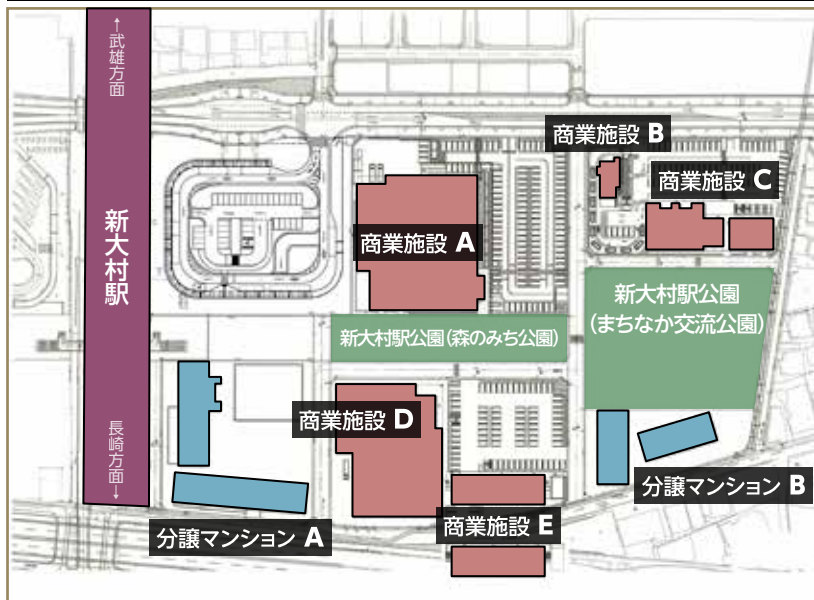 ←武雄方面
新大村駅
長崎方面→
商業施設 B
商業施設 C
商業施設 A
新大村駅公園
(まちなか交流公園)
新大村駅公園(森のみち公園)
商業施設 D
分譲マンション B
商業施設 E
分譲マンション A